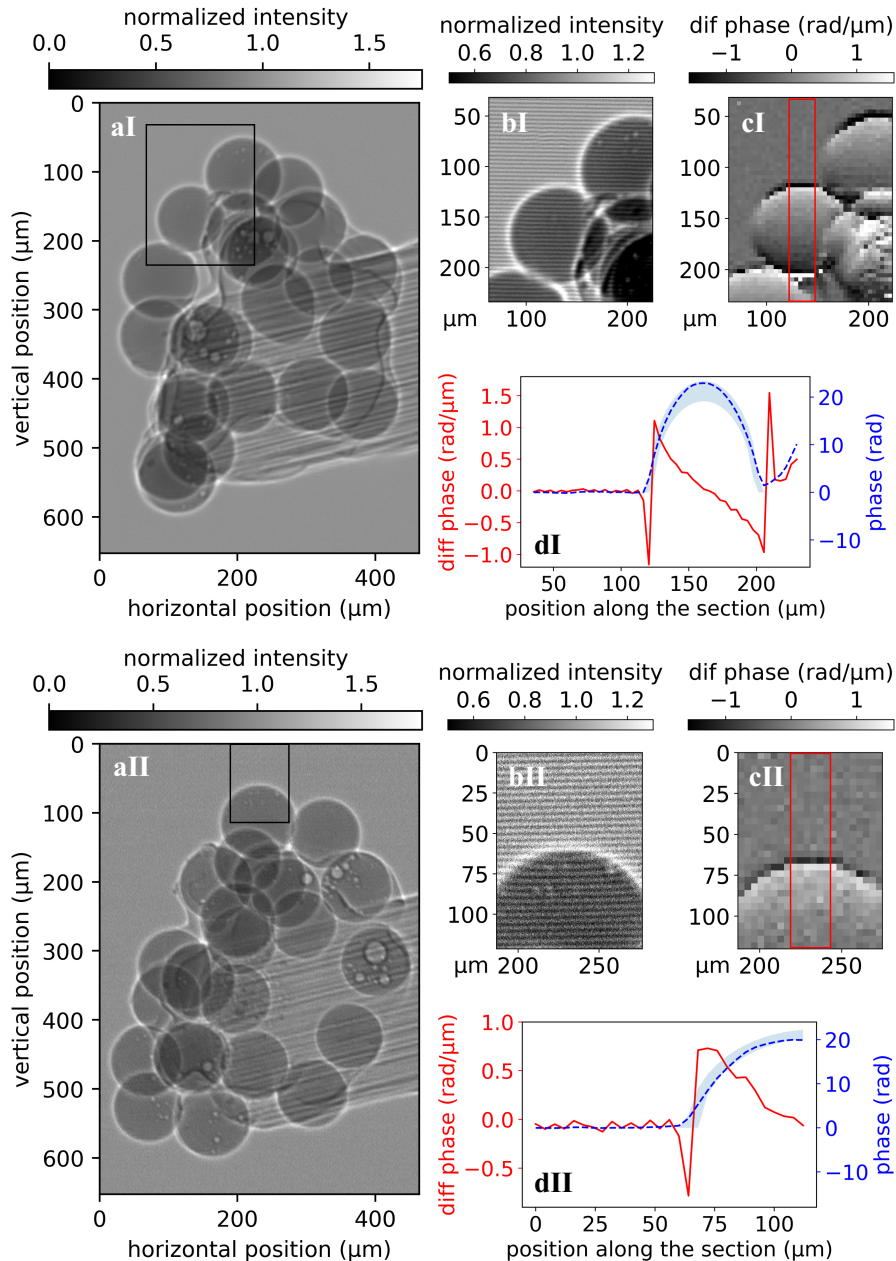 normalized intensity
0.0 0.5 1.0 1.5
normalized intensity
0.6 0.8 1.0 1.2
dif phase (rad/μm)
−1 0 1
aI
0
100
200
300
400
500
600
vertical position (μm)
0 200 400
horizontal position (μm)
bI
50
100
150
200
μm 100 200
cI
50
100
150
200
μm 100 200
diff phase (rad/μm)
1.5
1.0
0.5
0.0
−0.5
−1.0
dI
20
10
0
−10
phase (rad)
50 100 150 200
position along the section (μm)
normalized intensity
0.0 0.5 1.0 1.5
normalized intensity
0.6 0.8 1.0 1.2
dif phase (rad/μm)
−1 0 1
aII
0
100
200
300
400
500
600
vertical position (μm)
0 200 400
horizontal position (μm)
bII
0
25
50
75
100
μm 200 250
cII
0
25
50
75
100
μm 200 250
diff phase (rad/μm)
1.0
0.5
0.0
−0.5
dII
20
10
0
−10
phase (rad)
0 25 50 75 100
position along the section (μm)